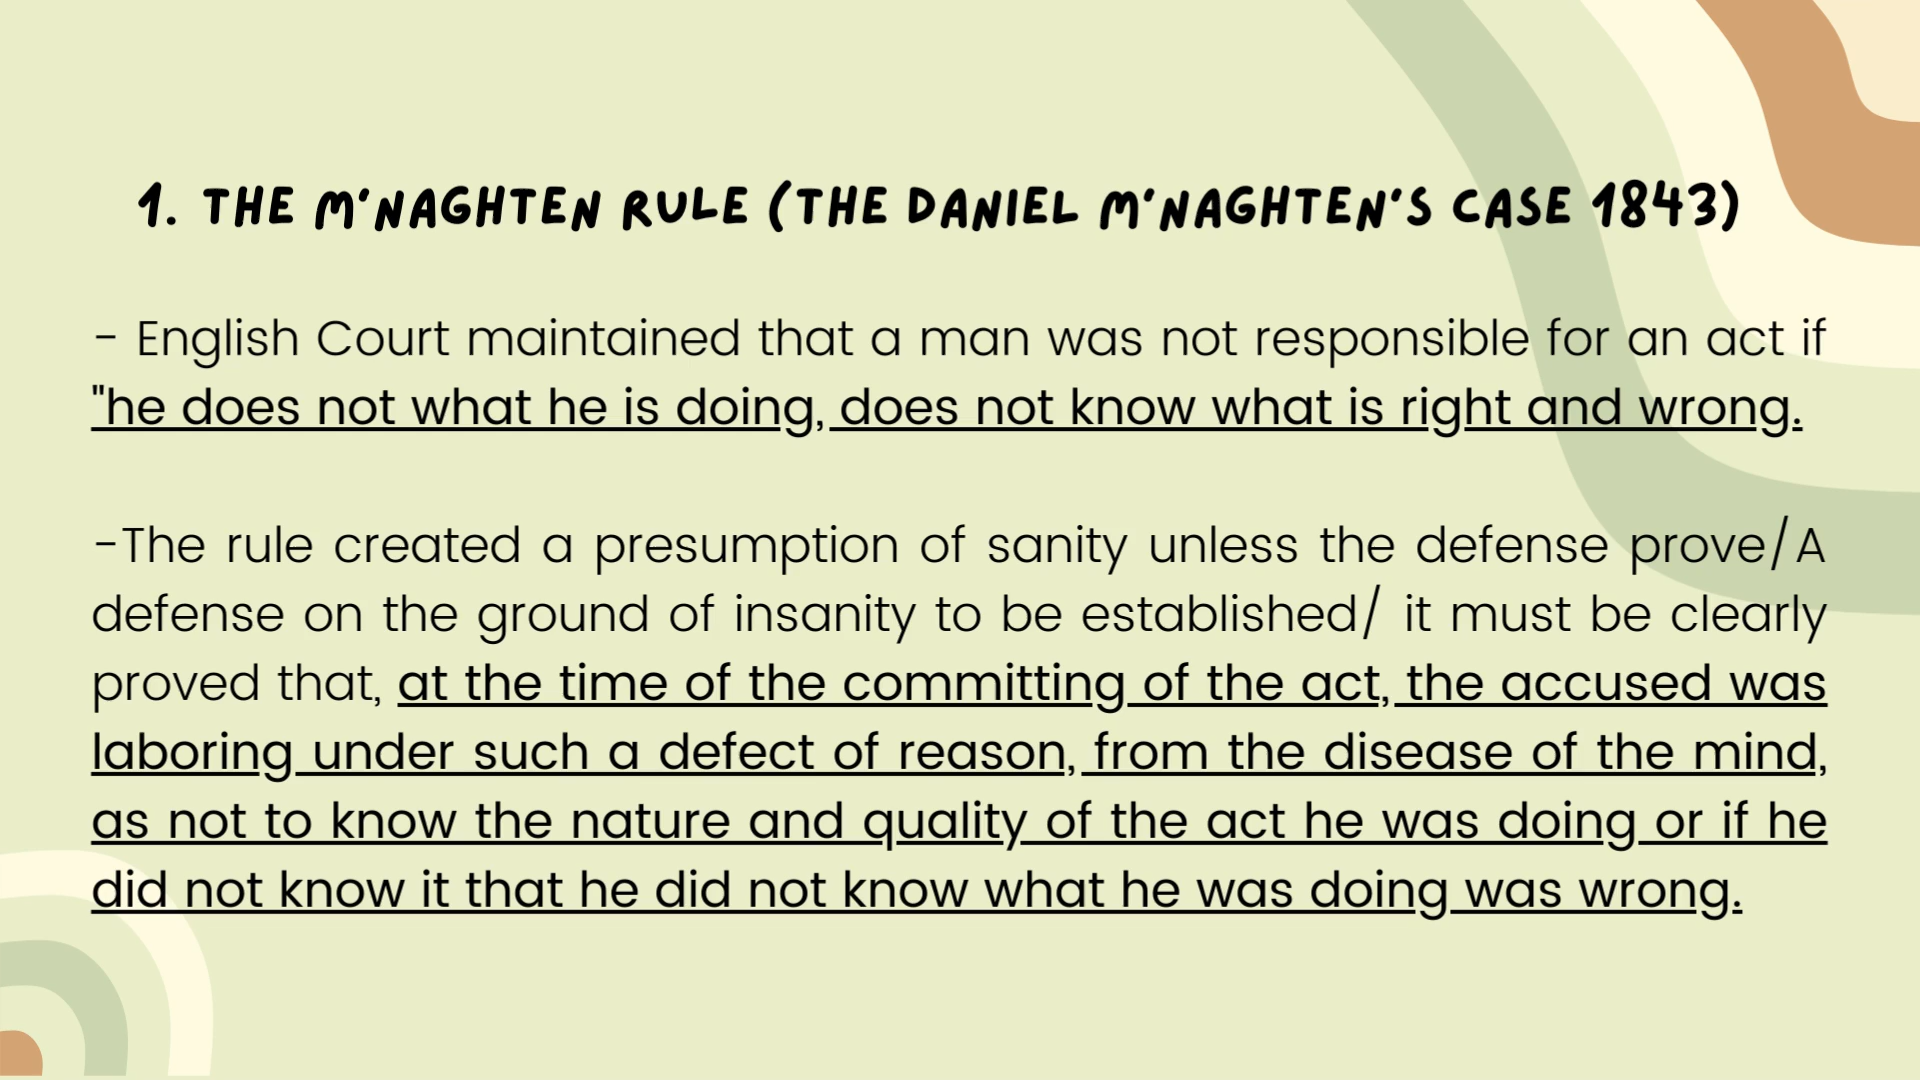 1. THE M'NAGHTEN RULE (THE DANIEL M'NAGHTEN'S CASE 1843)
- English Court maintained that a man was not responsible for an act if
"he does not what he is doing, does not know what is right and wrong.
-The rule created a presumption of sanity unless the defense prove/A
defense on the ground of insanity to be established/ it must be clearly
proved that, at the time of the committing of the act, the accused was
laboring under such a defect of reason, from the disease of the mind,
as not to know the nature and quality of the act he was doing or if he
did not know it that he did not know what he was doing was wrong.